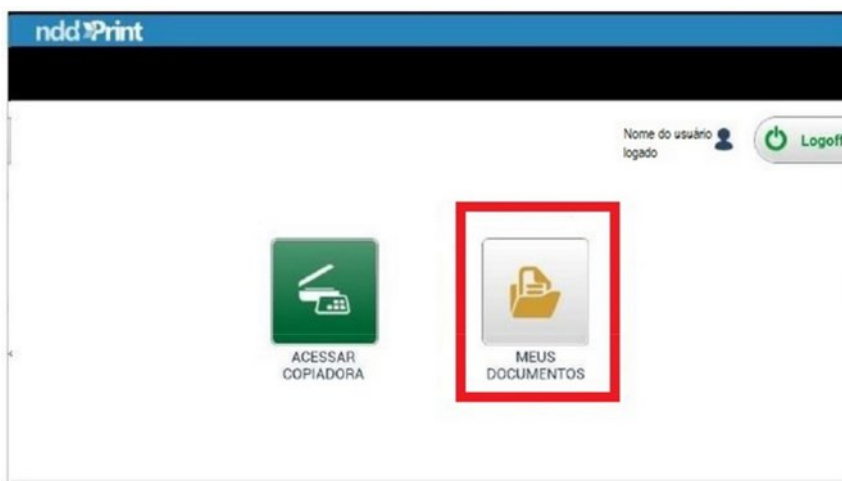 ndd Print
Nome do usuário
logado
Logoff
ACESSAR
COPIADORA
MEUS
DOCUMENTOS